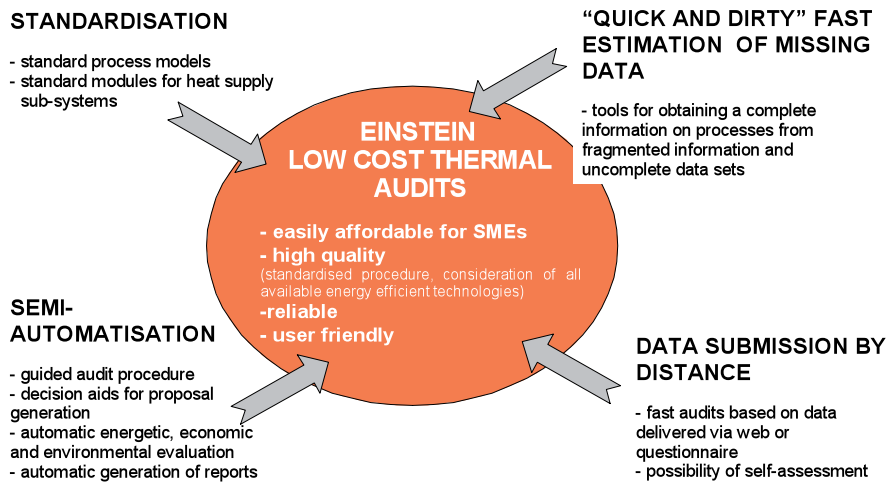 STANDARDISATION
- standard process models
- standard modules for heat supply
sub-systems
“QUICK AND DIRTY” FAST
ESTIMATION OF MISSING
DATA
- tools for obtaining a complete
information on processes from
fragmented information and
uncomplete data sets
EINSTEIN
LOW COST THERMAL
AUDITS
- easily affordable for SMEs
- high quality
(standardised procedure, consideration of all
available energy efficient technologies)
-reliable
- user friendly
SEMI-
AUTOMATISATION
- guided audit procedure
- decision aids for proposal
generation
- automatic energetic, economic
and environmental evaluation
- automatic generation of reports
DATA SUBMISSION BY
DISTANCE
- fast audits based on data
delivered via web or
questionnaire
- possibility of self-assessment